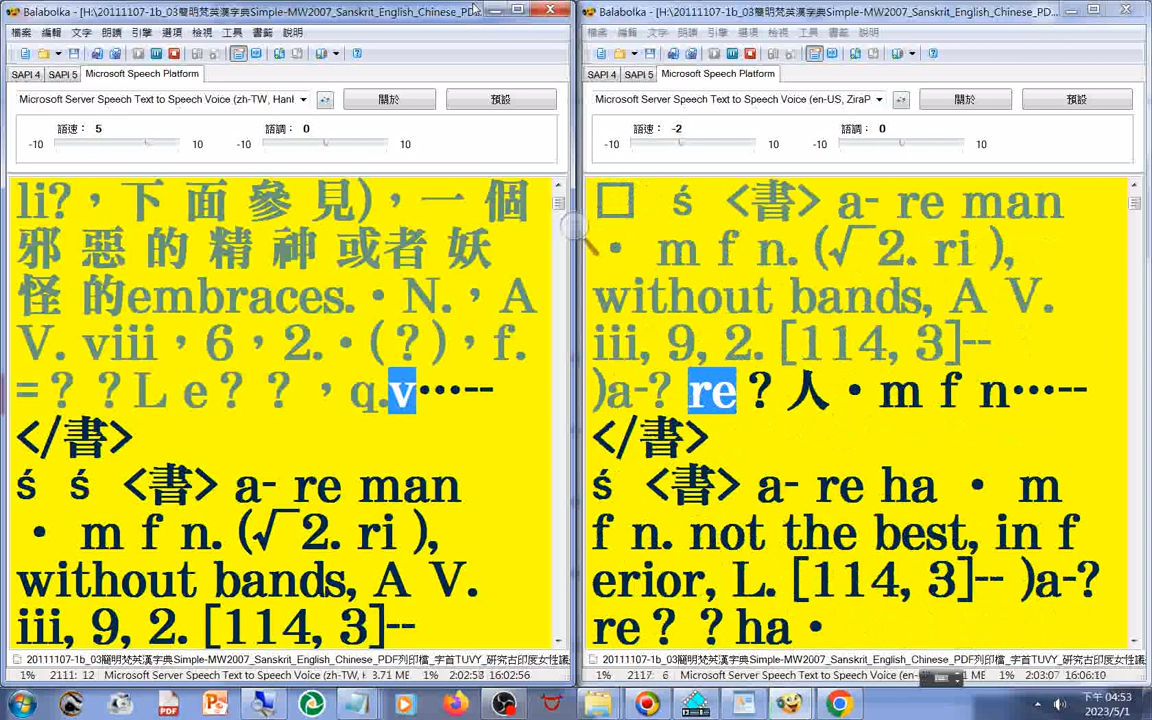 Balabolka - [H:\20111107-1b_03簡明梵英漢字典Simple-MW2007_Sanskrit_English_Chinese_PD...
檔案 編輯 文字 朗讀 引擎 選項 檢視 工具 書籤 說明
SAPI 4 SAPI 5 Microsoft Speech Platform
Microsoft Server Speech Text to Speech Voice (zh-TW, Hanl
關於 預設
語速： 5 語調： 0
-10 10 -10 10
li?，下 面 參 見)，一 個
邪 惡 的 精 神 或者 妖
怪 的embraces.・N.，A
V. viii，6，2.・(？)，f.
=？？L e？？，q.v…--
</書>
ś ś <書> a- re man
・ m f n. (√2. ri ),
without bands, A V.
iii, 9, 2. [114, 3]--
20111107-1b_03簡明梵英漢字典Simple-MW2007_Sanskrit_English_Chinese_PDF列印檔_字首TUVY_研究古印度女性議
1% 2111: 12 Microsoft Server Speech Text to Speech Voice (zh-TW, H 3.71 ME 1% 2:02:58 16:02:56
Balabolka - [H:\20111107-1b_03簡明梵英漢字典Simple-MW2007_Sanskrit_English_Chinese_PD...
檔案 編輯 文字 朗讀 引擎 選項 檢視 工具 書籤 說明
SAPI 4 SAPI 5 Microsoft Speech Platform
Microsoft Server Speech Text to Speech Voice (en-US, ZiraP
關於 預設
語速： -2 語調： 0
-10 10 -10 10
□ ś <書> a- re man
・ m f n. (√2. ri ),
without bands, A V.
iii, 9, 2. [114, 3]--
)a-? re？人・m f n…--
</書>
ś <書> a- re ha ・ m
f n. not the best, in f
erior, L. [114, 3]-- )a-?
re？？ha・
20111107-1b_03簡明梵英漢字典Simple-MW2007_Sanskrit_English_Chinese_PDF列印檔_字首TUVY_研究古印度女性議
1% 2117: 6 Microsoft Server Speech Text to Speech Voice (en- ME 1% 2:03:07 16:06:10
下午 04:53
2023/5/1